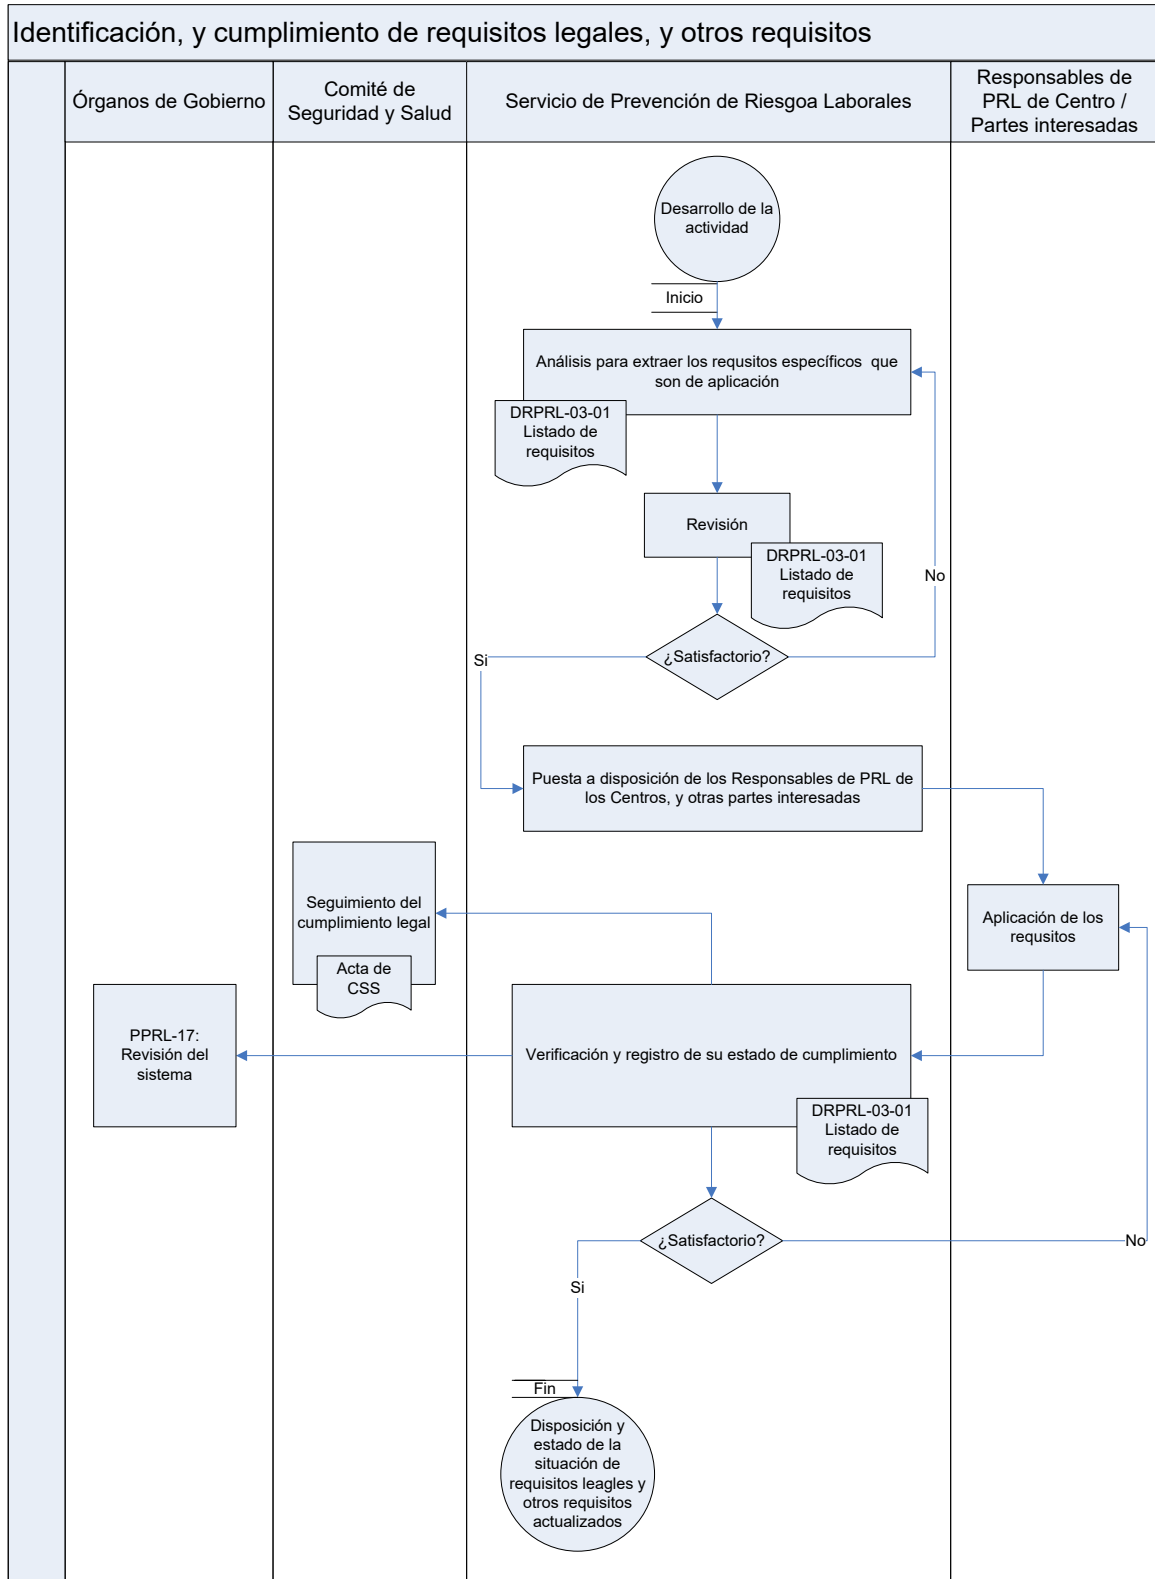 Identificación, y cumplimiento de requisitos legales, y otros requisitos
Órganos de Gobierno
Comité de
Seguridad y Salud
Servicio de Prevención de Riesgoa Laborales
Responsables de
PRL de Centro /
Partes interesadas
Desarrollo de la
actividad
Inicio
Análisis para extraer los requsitos específicos que
son de aplicación
DRPRL-03-01
Listado de
requisitos
Revisión
DRPRL-03-01
Listado de
requisitos
No
¿Satisfactorio?
Si
Puesta a disposición de los Responsables de PRL de
los Centros, y otras partes interesadas
Seguimiento del
cumplimiento legal
Acta de
CSS
Aplicación de los
requsitos
PPRL-17:
Revisión del
sistema
Verificación y registro de su estado de cumplimiento
DRPRL-03-01
Listado de
requisitos
¿Satisfactorio?
No
Si
Fin
Disposición y
estado de la
situación de
requisitos leagles y
otros requisitos
actualizados